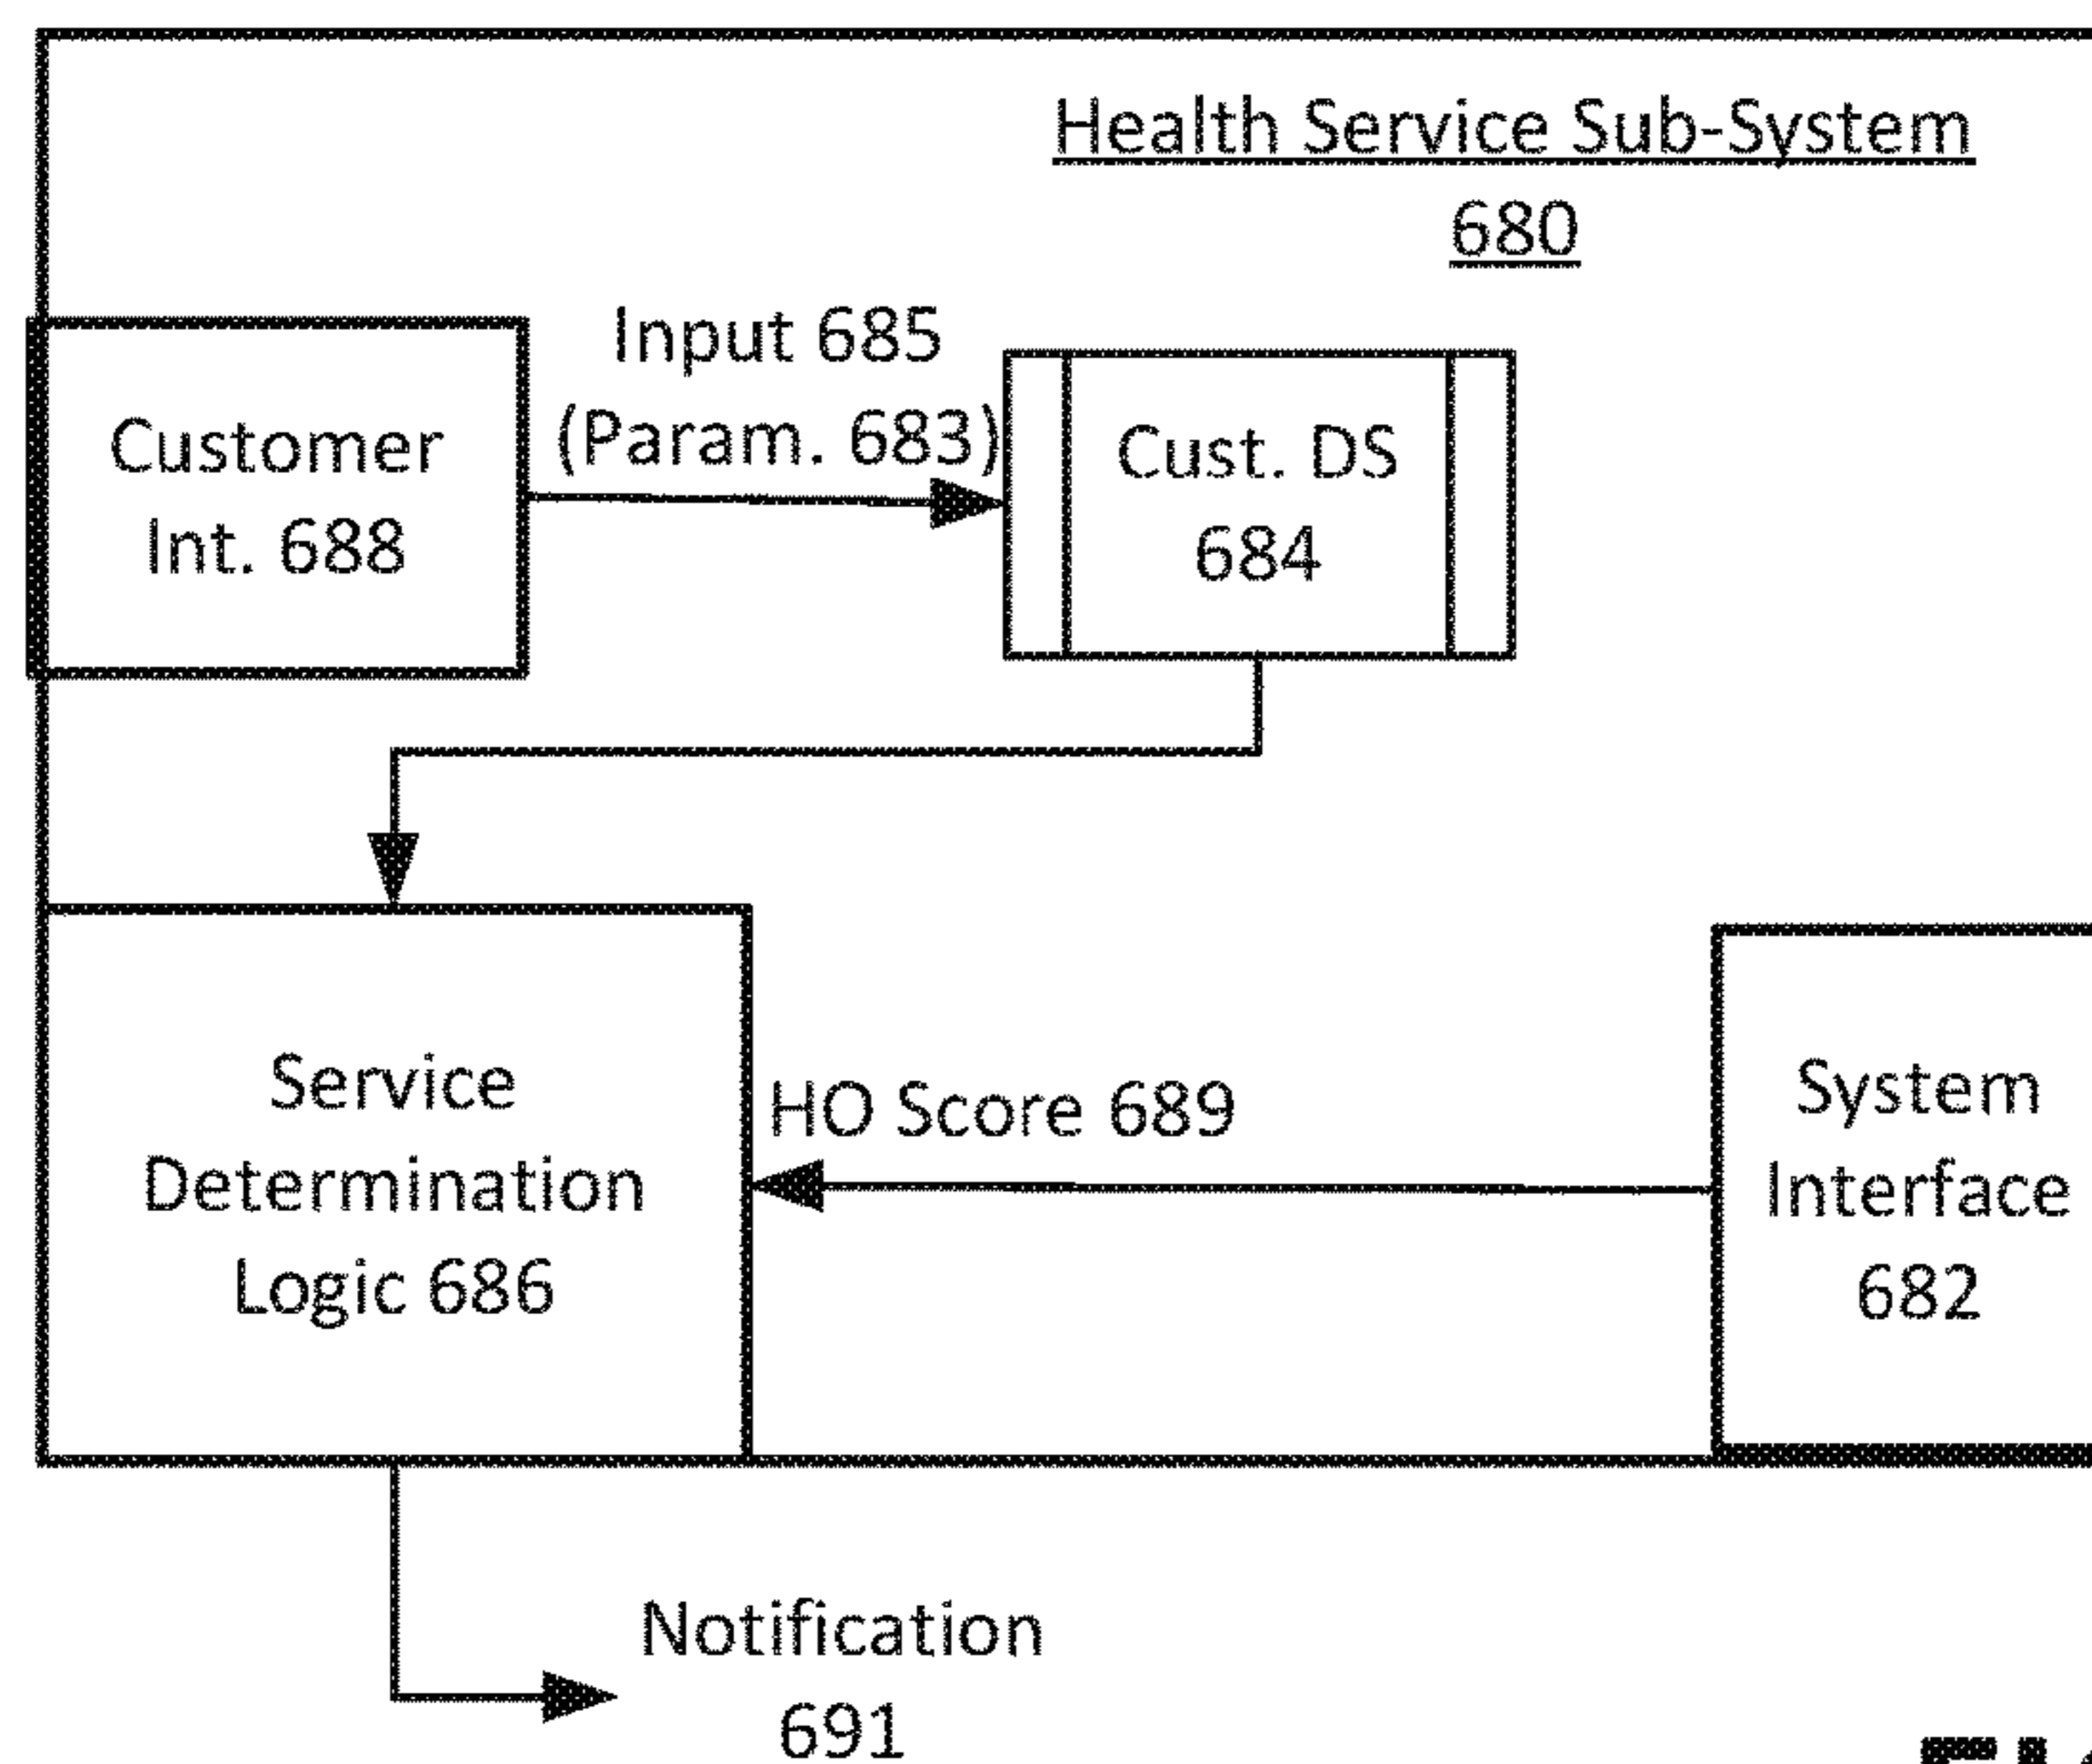 Health Service Sub-System
680
Input 685
(Param. 683)
Customer
Int. 688
Cust. DS
684
Service
Determination
Logic 686
HO Score 689
System
Interface
682
Notification
691